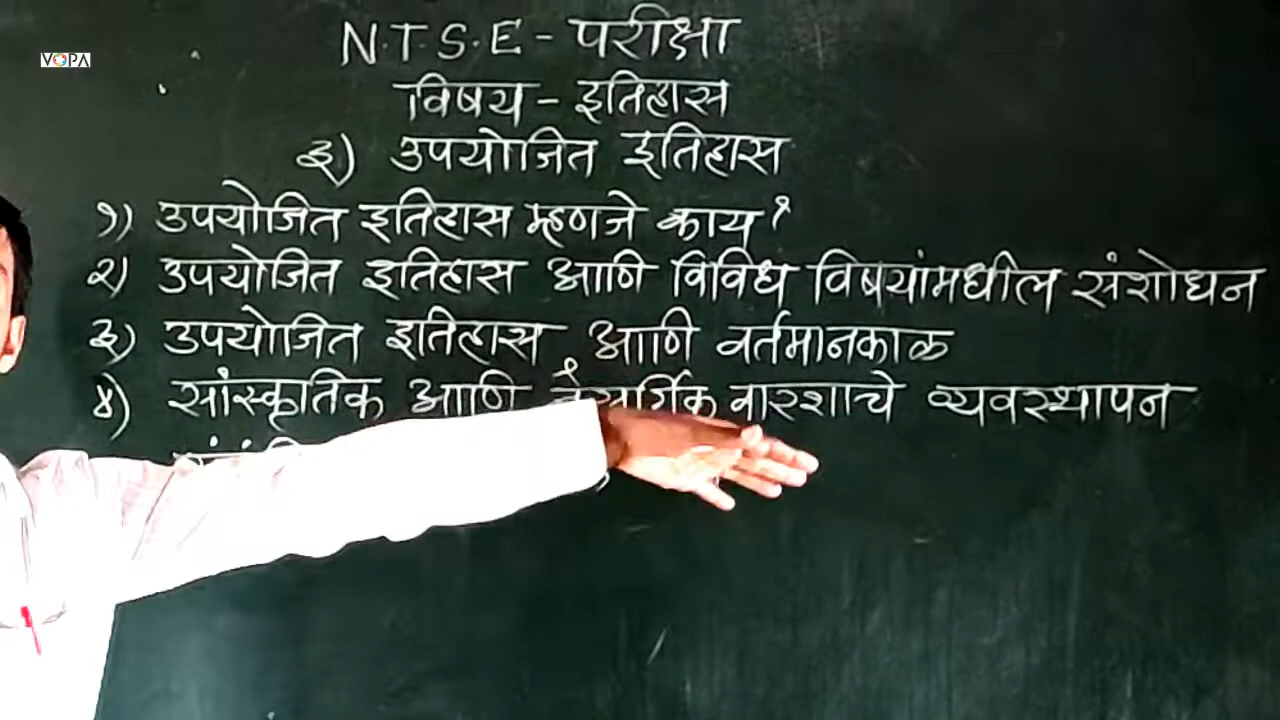 VOPA
N.T.S.E - परीक्षा
विषय - इतिहास
३) उपयोजित इतिहास
१) उपयोजित इतिहास म्हणजे काय?
२) उपयोजित इतिहास आणि विविध विषयांमधील संशोधन
३) उपयोजित इतिहास आणि वर्तमानकाळ
४) सांस्कृतिक आणि नैसर्गिक वारशाचे व्यवस्थापन